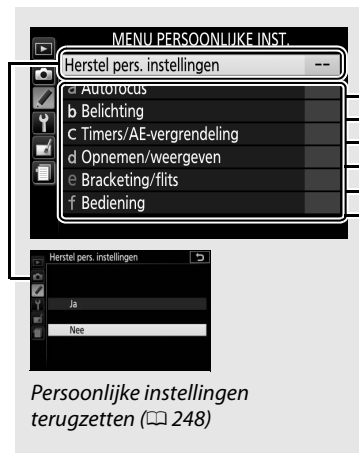 MENU PERSOONLIJKE INST.
Herstel pers. instellingen --
a Autofocus
b Belichting
c Timers/AE-vergrendeling
d Opnemen/weergeven
e Bracketing/flits
f Bediening
Herstel pers. instellingen
Ja
Nee
Persoonlijke instellingen
terugzetten (🕮 248)